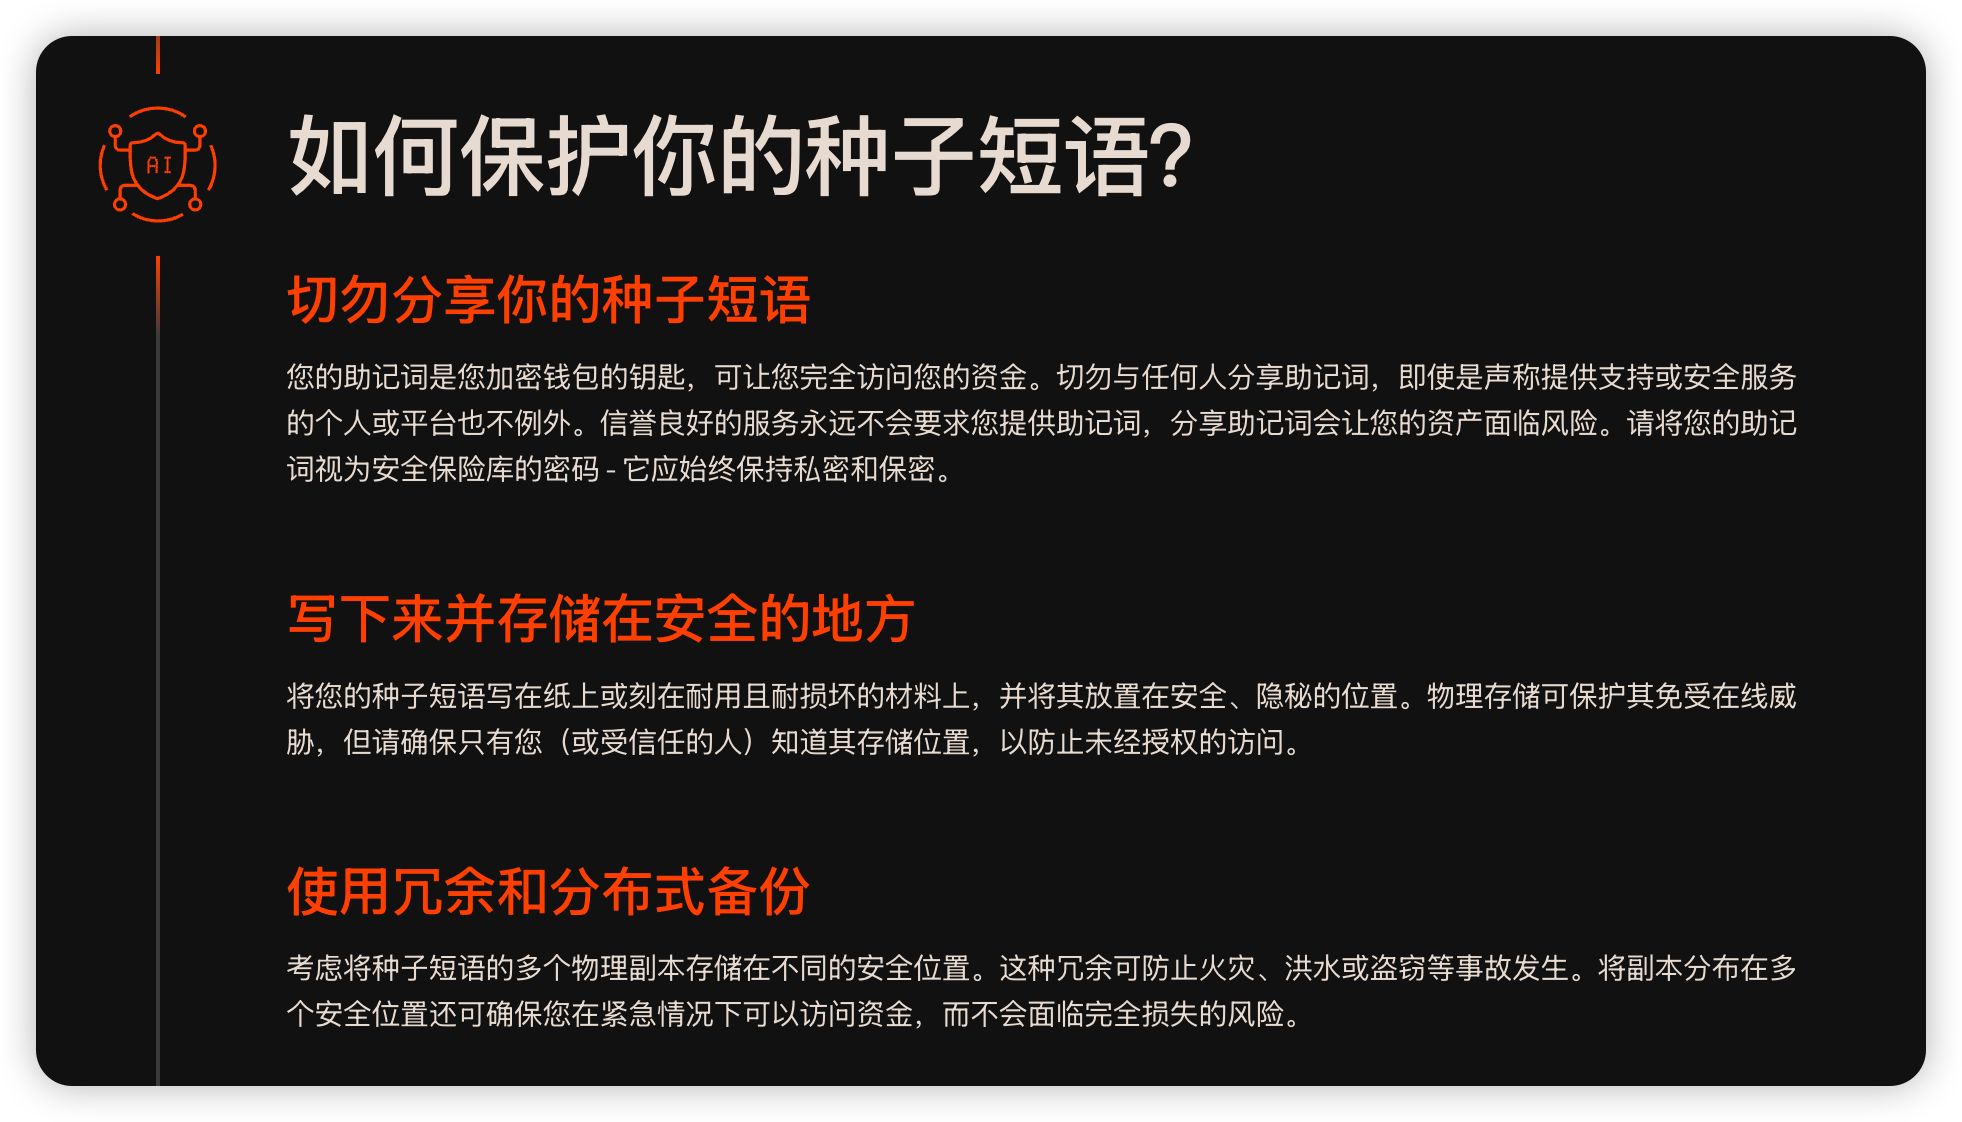 AI
如何保护你的种子短语?
切勿分享你的种子短语
您的助记词是您加密钱包的钥匙，可让您完全访问您的资金。切勿与任何人分享助记词，即使是声称提供支持或安全服务
的个人或平台也不例外。信誉良好的服务永远不会要求您提供助记词，分享助记词会让您的资产面临风险。请将您的助记
词视为安全保险库的密码 - 它应始终保持私密和保密。
写下来并存储在安全的地方
将您的种子短语写在纸上或刻在耐用且耐损坏的材料上，并将其放置在安全、隐秘的位置。物理存储可保护其免受在线威
胁，但请确保只有您（或受信任的人）知道其存储位置，以防止未经授权的访问。
使用冗余和分布式备份
考虑将种子短语的多个物理副本存储在不同的安全位置。这种冗余可防止火灾、洪水或盗窃等事故发生。将副本分布在多
个安全位置还可确保您在紧急情况下可以访问资金，而不会面临完全损失的风险。